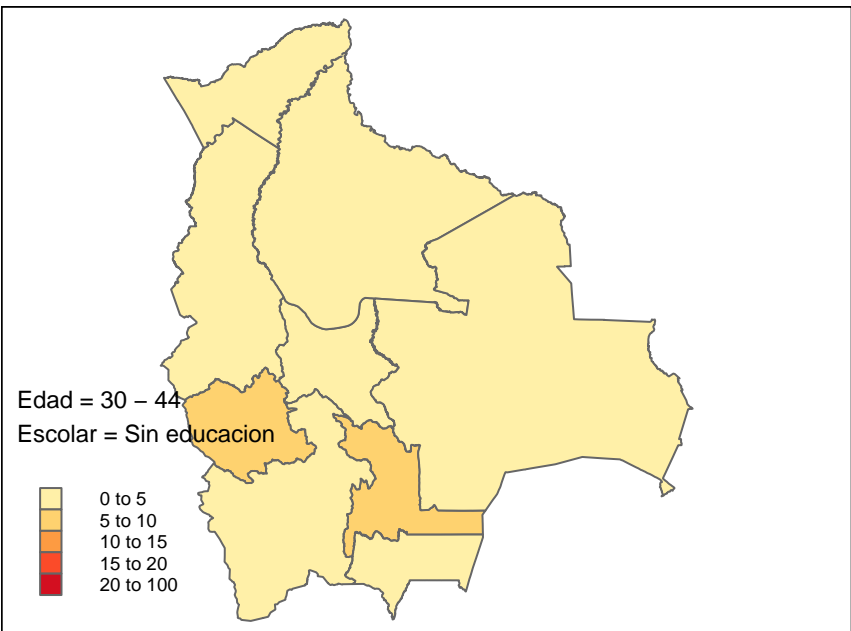 Edad = 30 − 44
Escolar = Sin educacion
0 to 5
5 to 10
10 to 15
15 to 20
20 to 100